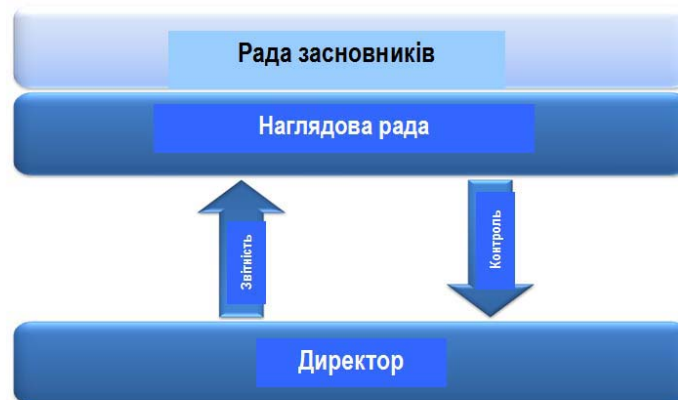 Рада засновників
Наглядова рада
Звітність
Контроль
Директор